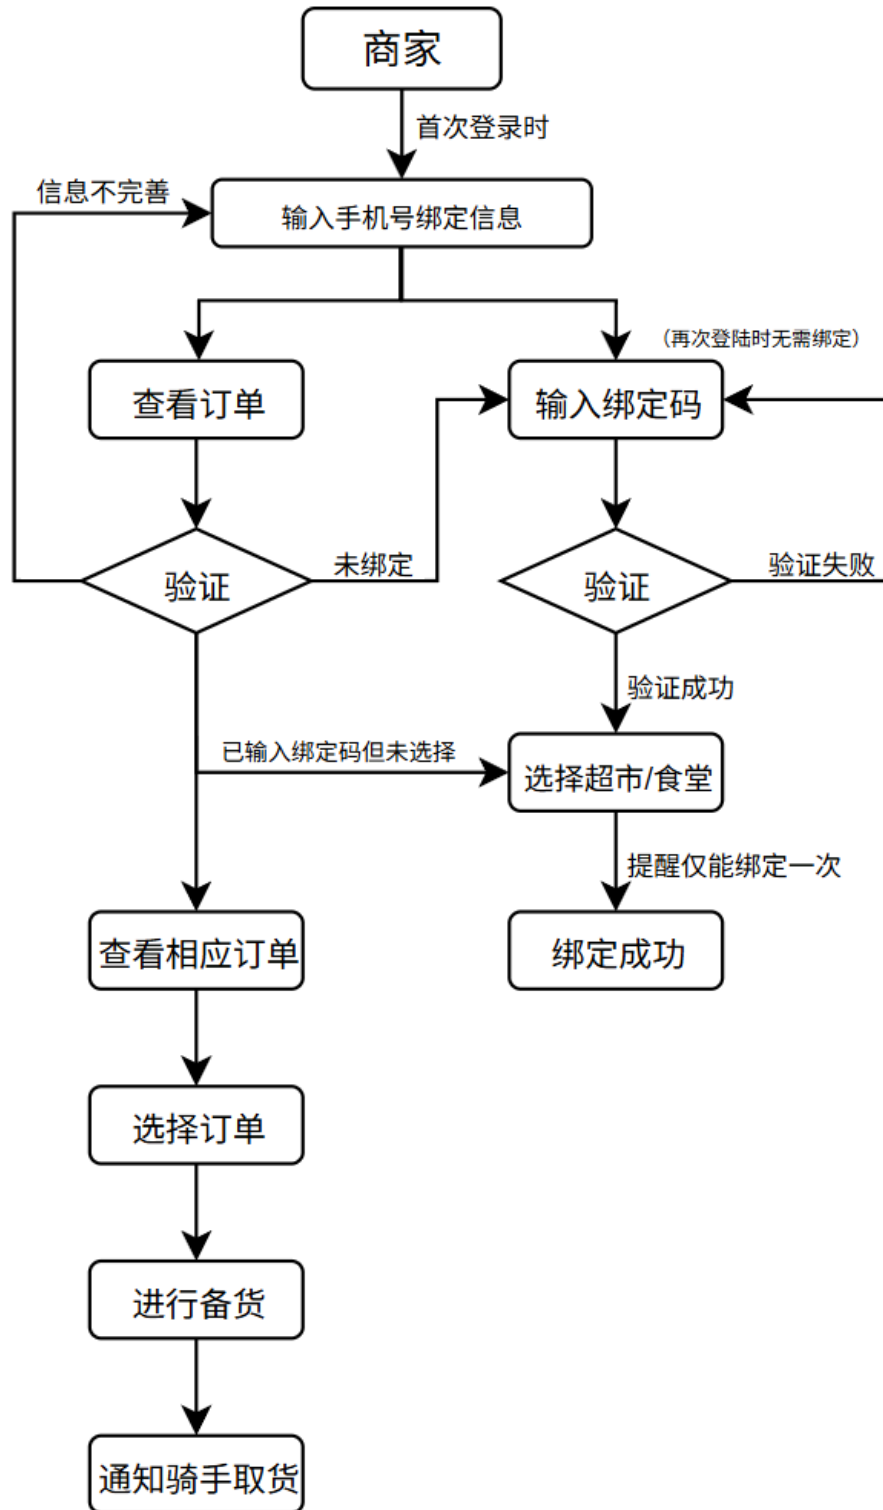 商家
首次登录时
信息不完善
输入手机号绑定信息
（再次登陆时无需绑定）
查看订单
输入绑定码
未绑定
验证失败
验证
验证
验证成功
已输入绑定码但未选择
选择超市/食堂
提醒仅能绑定一次
查看相应订单
绑定成功
选择订单
进行备货
通知骑手取货